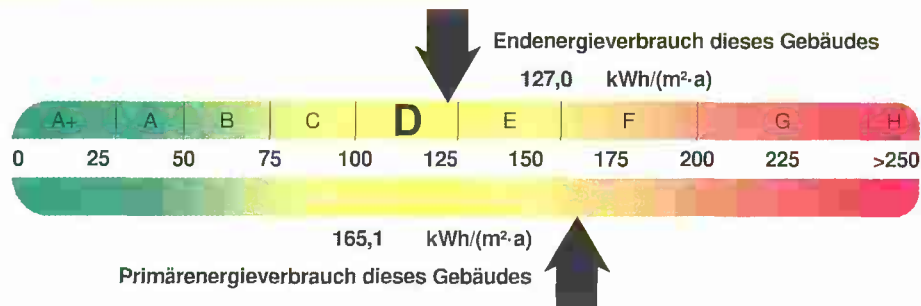 Endenergieverbrauch dieses Gebäudes
127,0 kWh/(m²·a)
A+ A B C D E F G H
0 25 50 75 100 125 150 175 200 225 >250
165,1 kWh/(m²·a)
Primärenergieverbrauch dieses Gebäudes